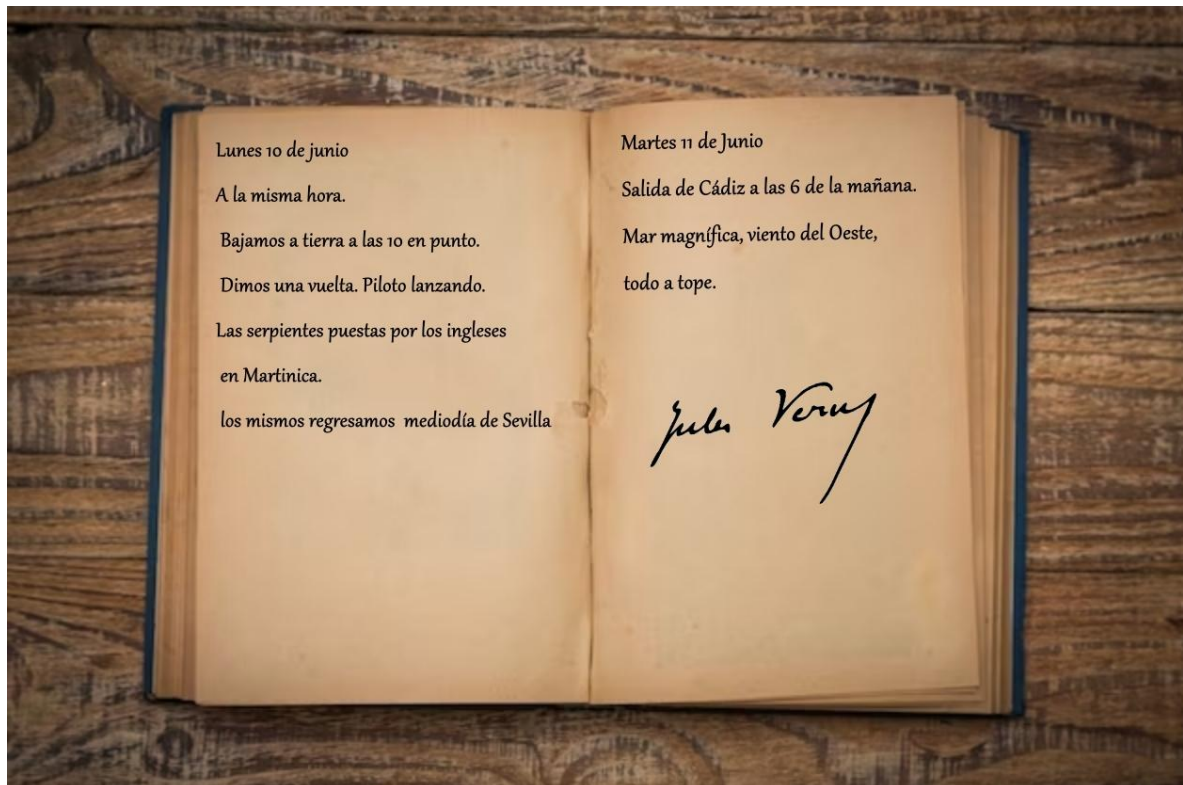 Lunes 10 de junio
A la misma hora.
Bajamos a tierra a las 10 en punto.
Dimos una vuelta. Piloto lanzando.
Las serpientes puestas por los ingleses
en Martinica.
los mismos regresamos mediodía de Sevilla
Martes 11 de Junio
Salida de Cádiz a las 6 de la mañana.
Mar magnífica, viento del Oeste,
todo a tope.
Jules Verne